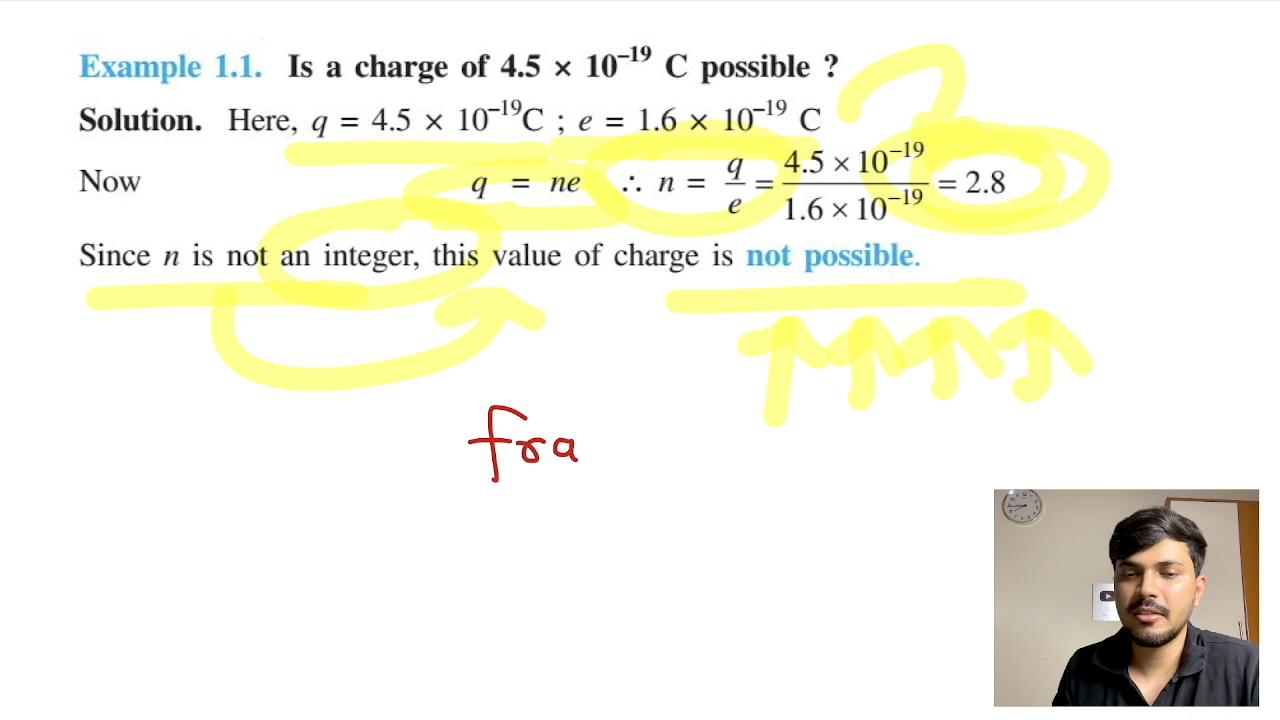 Example 1.1. Is a charge of 4.5 × 10⁻¹⁹ C possible ?
Solution. Here, q = 4.5 × 10⁻¹⁹C ; e = 1.6 × 10⁻¹⁹ C
Now q = ne ∴ n = q/e = (4.5 × 10⁻¹⁹)/(1.6 × 10⁻¹⁹) = 2.8
Since n is not an integer, this value of charge is not possible.
fra